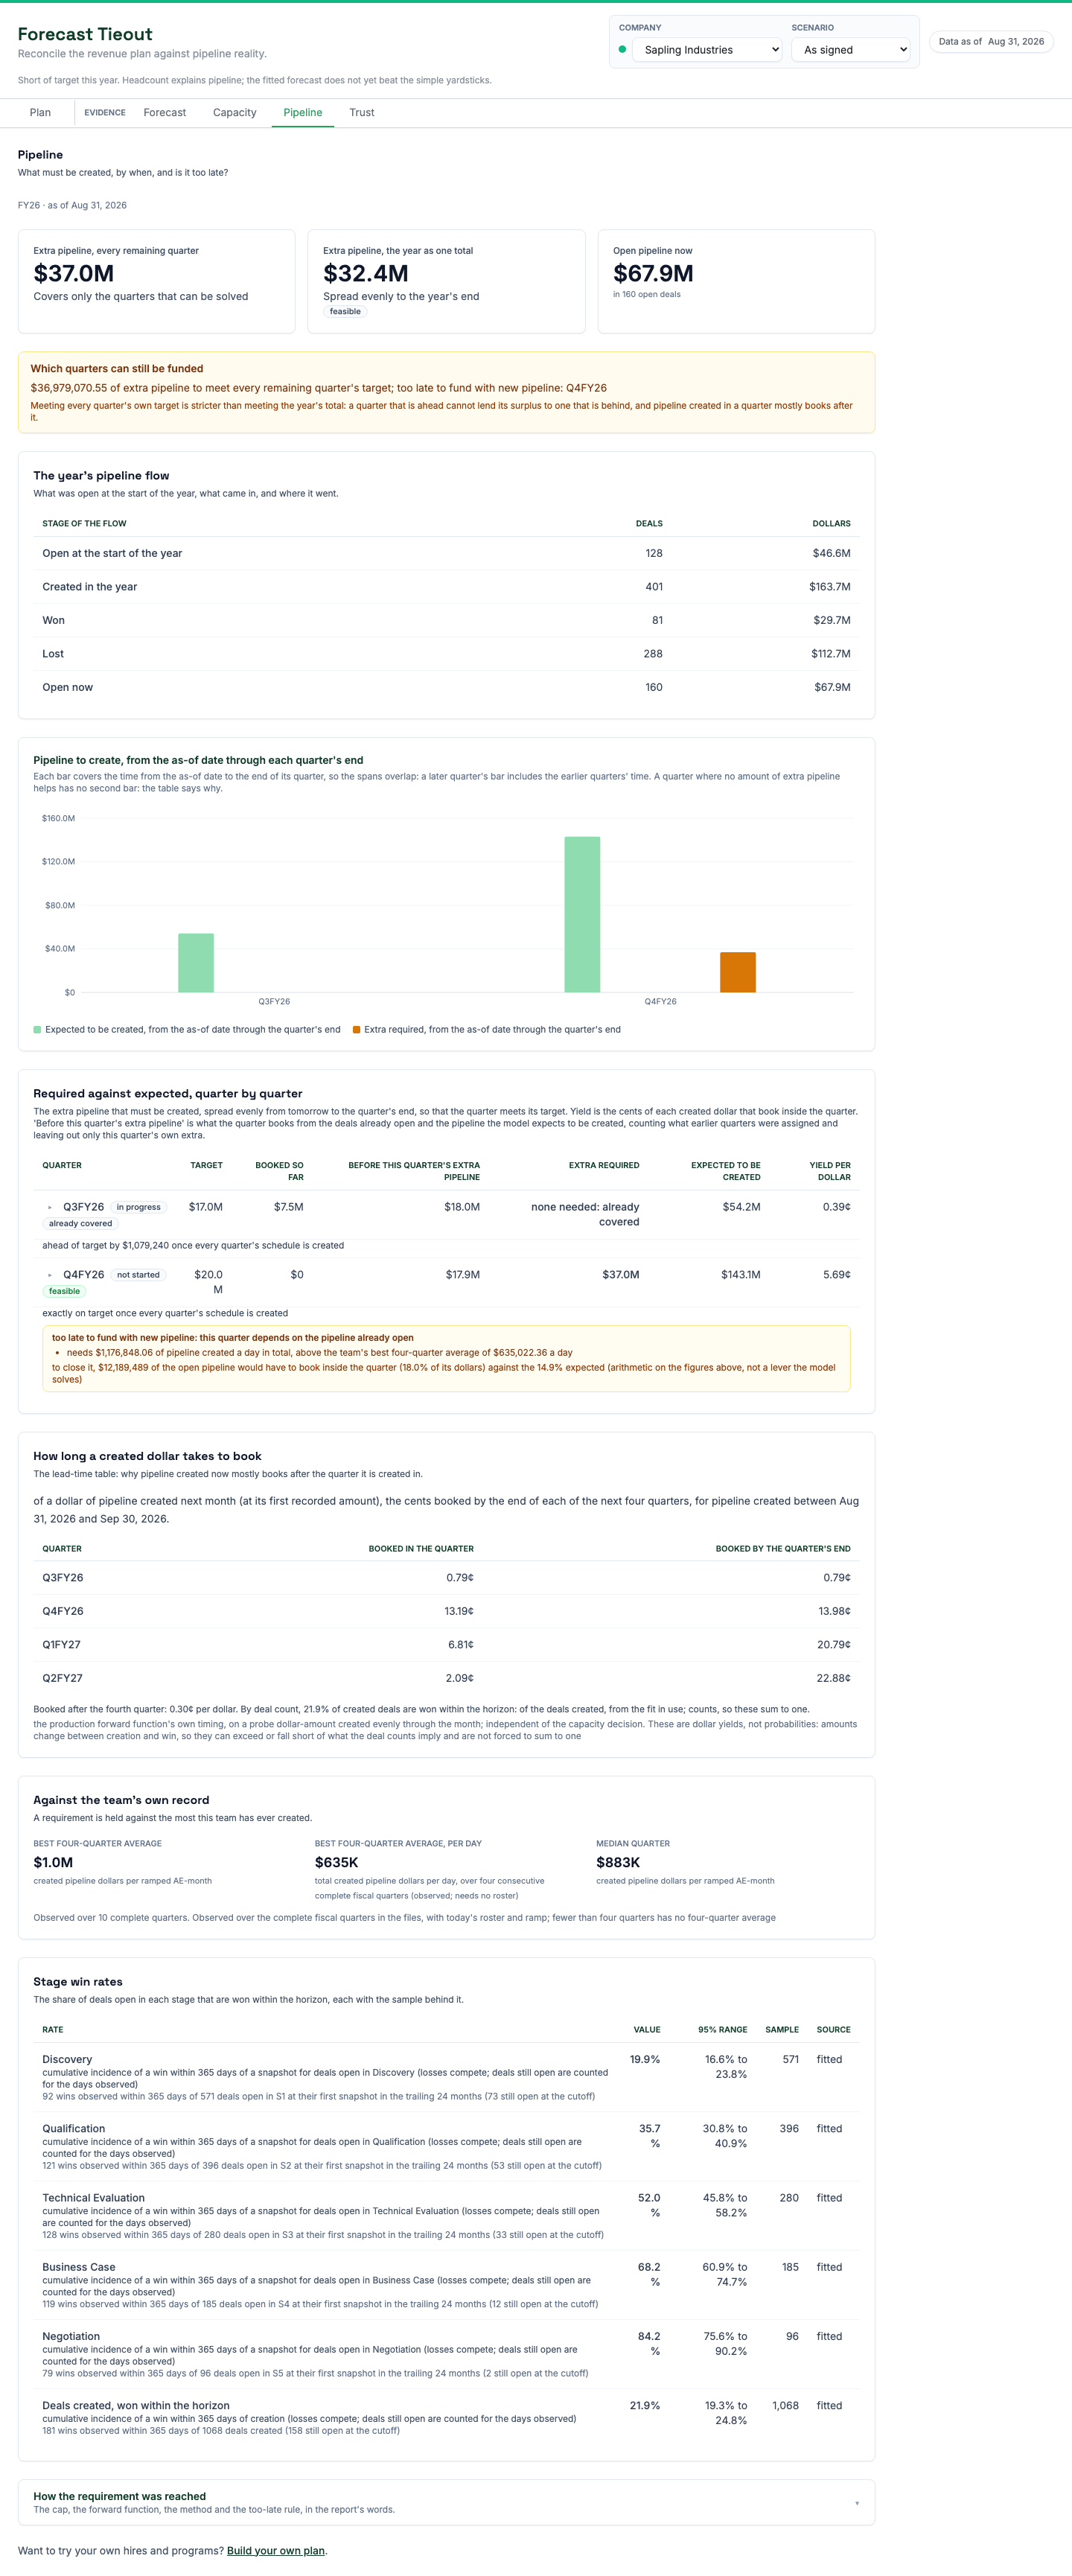 Forecast Tieout
Reconcile the revenue plan against pipeline reality.
Short of target this year. Headcount explains pipeline; the fitted forecast does not yet beat the simple yardsticks.
COMPANY
Sapling Industries
SCENARIO
As signed
Data as of Aug 31, 2026
Plan
EVIDENCE
Forecast
Capacity
Pipeline
Trust
Pipeline
What must be created, by when, and is it too late?
FY26 · as of Aug 31, 2026
Extra pipeline, every remaining quarter
$37.0M
Covers only the quarters that can be solved
Extra pipeline, the year as one total
$32.4M
Spread evenly to the year's end
feasible
Open pipeline now
$67.9M
in 160 open deals
Which quarters can still be funded
$36,979,070.55 of extra pipeline to meet every remaining quarter's target; too late to fund with new pipeline: Q4FY26
Meeting every quarter's own target is stricter than meeting the year's total: a quarter that is ahead cannot lend its surplus to one that is behind, and pipeline created in a quarter mostly books after
it.
The year's pipeline flow
What was open at the start of the year, what came in, and where it went.
STAGE OF THE FLOW DEALS DOLLARS
Open at the start of the year 128 $46.6M
Created in the year 401 $163.7M
Won 81 $29.7M
Lost 288 $112.7M
Open now 160 $67.9M
Pipeline to create, from the as-of date through each quarter's end
Each bar covers the time from the as-of date to the end of its quarter, so the spans overlap: a later quarter's bar includes the earlier quarters' time. A quarter where no amount of extra pipeline
helps has no second bar: the table says why.
$160.0M
$120.0M
$80.0M
$40.0M
$0
Q3FY26 Q4FY26
Expected to be created, from the as-of date through the quarter's end
Extra required, from the as-of date through the quarter's end
Required against expected, quarter by quarter
The extra pipeline that must be created, spread evenly from tomorrow to the quarter's end, so that the quarter meets its target. Yield is the cents of each created dollar that book inside the quarter.
'Before this quarter's extra pipeline' is what the quarter books from the deals already open and the pipeline the model expects to be created, counting what earlier quarters were assigned and
leaving out only this quarter's own extra.
QUARTER TARGET BOOKED SO BEFORE THIS QUARTER'S EXTRA EXTRA REQUIRED EXPECTED TO BE YIELD PER
FAR PIPELINE CREATED DOLLAR
▸ Q3FY26 in progress $17.0M $7.5M $18.0M none needed: already $54.2M 0.39¢
already covered covered
ahead of target by $1,079,240 once every quarter's schedule is created
▸ Q4FY26 not started $20.0 $0 $17.9M $37.0M $143.1M 5.69¢
feasible M
exactly on target once every quarter's schedule is created
too late to fund with new pipeline: this quarter depends on the pipeline already open
• needs $1,176,848.06 of pipeline created a day in total, above the team's best four-quarter average of $635,022.36 a day
to close it, $12,189,489 of the open pipeline would have to book inside the quarter (18.0% of its dollars) against the 14.9% expected (arithmetic on the figures above, not a lever the model
solves)
How long a created dollar takes to book
The lead-time table: why pipeline created now mostly books after the quarter it is created in.
of a dollar of pipeline created next month (at its first recorded amount), the cents booked by the end of each of the next four quarters, for pipeline created between Aug
31, 2026 and Sep 30, 2026.
QUARTER BOOKED IN THE QUARTER BOOKED BY THE QUARTER'S END
Q3FY26 0.79¢ 0.79¢
Q4FY26 13.19¢ 13.98¢
Q1FY27 6.81¢ 20.79¢
Q2FY27 2.09¢ 22.88¢
Booked after the fourth quarter: 0.30¢ per dollar. By deal count, 21.9% of created deals are won within the horizon: of the deals created, from the fit in use; counts, so these sum to one.
the production forward function's own timing, on a probe dollar-amount created evenly through the month; independent of the capacity decision. These are dollar yields, not probabilities: amounts
change between creation and win, so they can exceed or fall short of what the deal counts imply and are not forced to sum to one
Against the team's own record
A requirement is held against the most this team has ever created.
BEST FOUR-QUARTER AVERAGE
$1.0M
created pipeline dollars per ramped AE-month
BEST FOUR-QUARTER AVERAGE, PER DAY
$635K
total created pipeline dollars per day, over four consecutive
complete fiscal quarters (observed; needs no roster)
MEDIAN QUARTER
$883K
created pipeline dollars per ramped AE-month
Observed over 10 complete quarters. Observed over the complete fiscal quarters in the files, with today's roster and ramp; fewer than four quarters has no four-quarter average
Stage win rates
The share of deals open in each stage that are won within the horizon, each with the sample behind it.
RATE VALUE 95% RANGE SAMPLE SOURCE
Discovery 19.9% 16.6% to 571 fitted
23.8%
cumulative incidence of a win within 365 days of a snapshot for deals open in Discovery (losses compete; deals still open are counted
for the days observed)
92 wins observed within 365 days of 571 deals open in S1 at their first snapshot in the trailing 24 months (73 still open at the cutoff)
Qualification 35.7 30.8% to 396 fitted
% 40.9%
cumulative incidence of a win within 365 days of a snapshot for deals open in Qualification (losses compete; deals still open are
counted for the days observed)
121 wins observed within 365 days of 396 deals open in S2 at their first snapshot in the trailing 24 months (53 still open at the cutoff)
Technical Evaluation 52.0 45.8% to 280 fitted
% 58.2%
cumulative incidence of a win within 365 days of a snapshot for deals open in Technical Evaluation (losses compete; deals still open
are counted for the days observed)
128 wins observed within 365 days of 280 deals open in S3 at their first snapshot in the trailing 24 months (33 still open at the cutoff)
Business Case 68.2 60.9% to 185 fitted
% 74.7%
cumulative incidence of a win within 365 days of a snapshot for deals open in Business Case (losses compete; deals still open are
counted for the days observed)
119 wins observed within 365 days of 185 deals open in S4 at their first snapshot in the trailing 24 months (12 still open at the cutoff)
Negotiation 84.2 75.6% to 96 fitted
% 90.2%
cumulative incidence of a win within 365 days of a snapshot for deals open in Negotiation (losses compete; deals still open are
counted for the days observed)
79 wins observed within 365 days of 96 deals open in S5 at their first snapshot in the trailing 24 months (2 still open at the cutoff)
Deals created, won within the horizon 21.9% 19.3% to 1,068 fitted
24.8%
cumulative incidence of a win within 365 days of creation (losses compete; deals still open are counted for the days observed)
181 wins observed within 365 days of 1068 deals created (158 still open at the cutoff)
How the requirement was reached
The cap, the forward function, the method and the too-late rule, in the report's words.
Want to try your own hires and programs? Build your own plan.